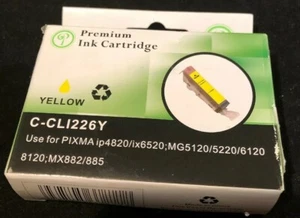 Premium
Ink Cartridge
YELLOW
C-CLI226Y
Use for PIXMA ip4820/ix6520;MG5120/5220/6120
8120;MX882/885